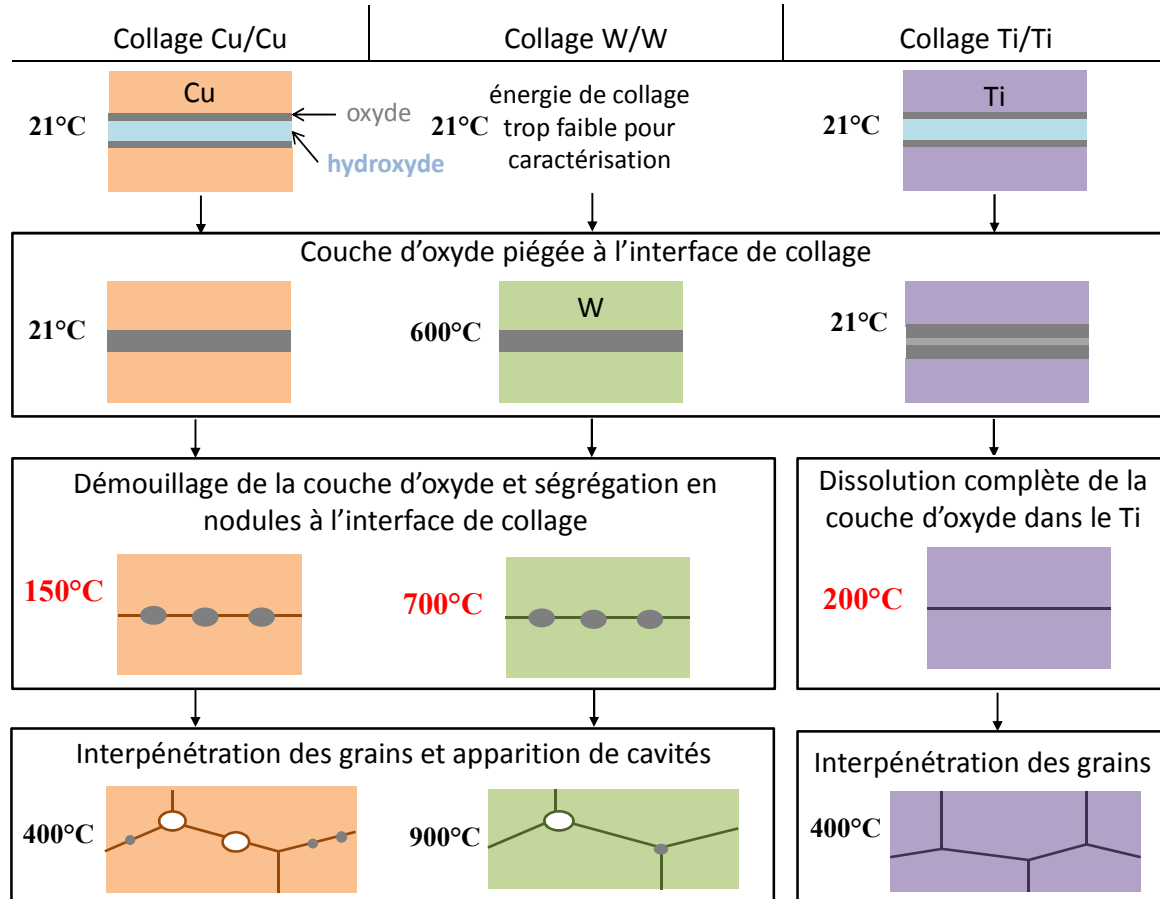 Collage Cu/Cu
Collage W/W
Collage Ti/Ti
Cu
21°C
oxyde
hydroxyde
21°C
énergie de collage
trop faible pour
caractérisation
Ti
21°C
Couche d'oxyde piégée à l'interface de collage
21°C
W
600°C
21°C
Démouillage de la couche d'oxyde et ségrégation en
nodules à l'interface de collage
150°C
700°C
Dissolution complète de la
couche d'oxyde dans le Ti
200°C
Interpénétration des grains et apparition de cavités
400°C
900°C
Interpénétration des grains
400°C